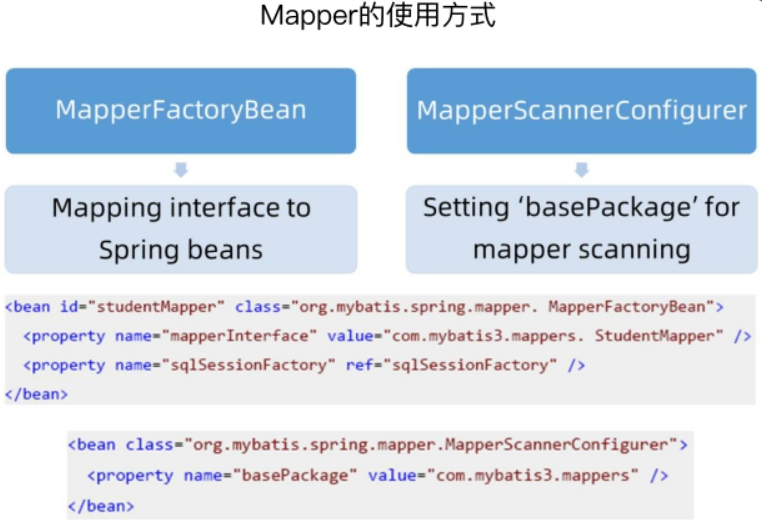 Mapper的使用方式
MapperFactoryBean
MapperScannerConfigurer
Mapping interface to
Spring beans
Setting ‘basePackage’ for
mapper scanning
<bean id="studentMapper" class="org.mybatis.spring.mapper. MapperFactoryBean">
<property name="mapperInterface" value="com.mybatis3.mappers. StudentMapper" />
<property name="sqlSessionFactory" ref="sqlSessionFactory" />
</bean>
<bean class="org.mybatis.spring.mapper.MapperScannerConfigurer">
<property name="basePackage" value="com.mybatis3.mappers" />
</bean>